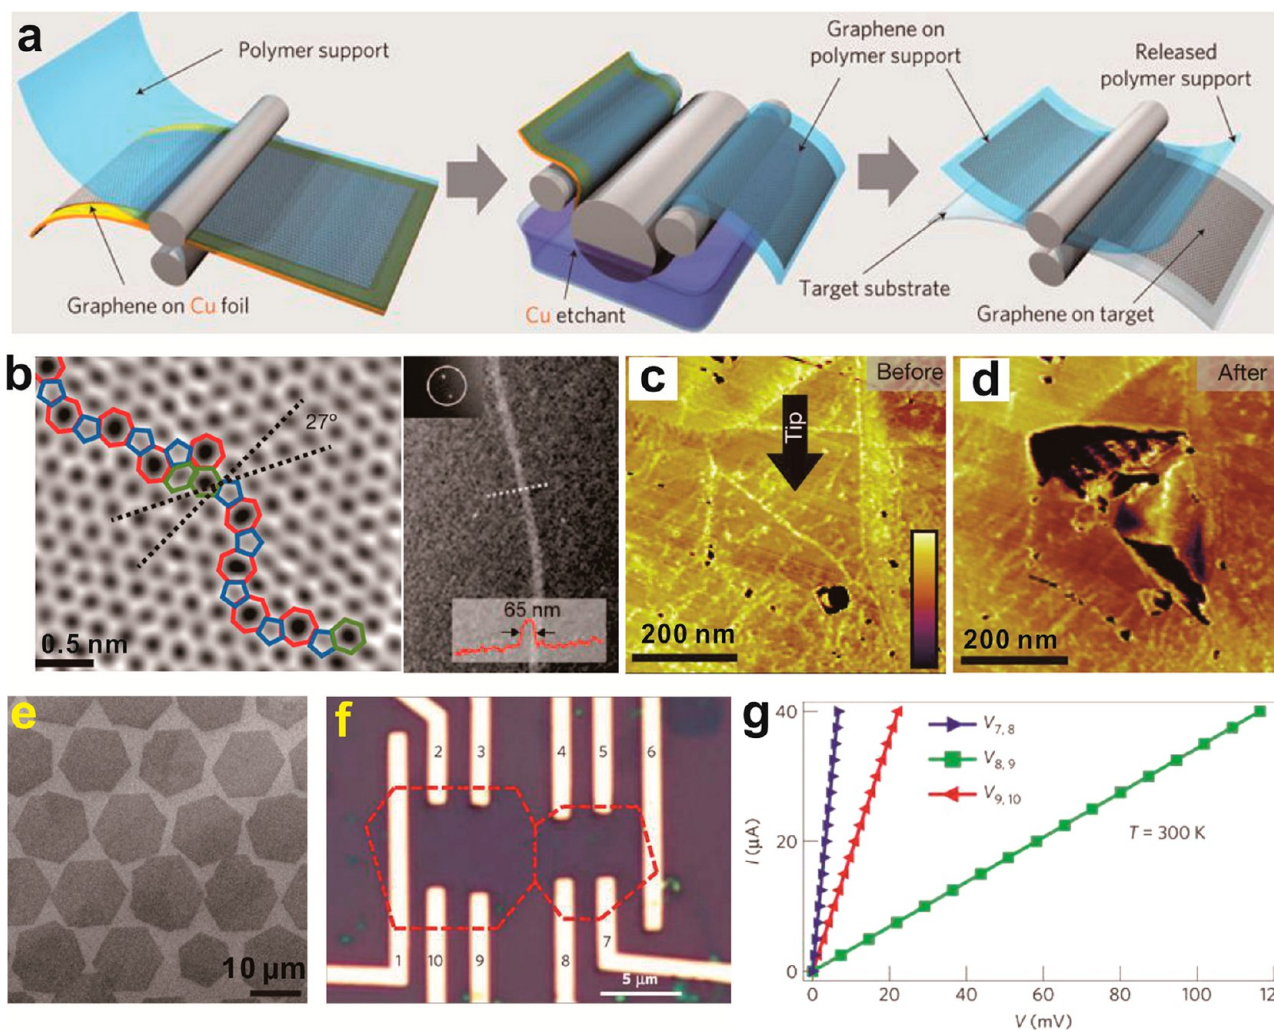 a
Polymer support
Graphene on
polymer support
Released
polymer support
Graphene on Cu foil
Cu etchant
Target substrate
Graphene on target
b
27°
0.5 nm
65 nm
c
Before
Tip
200 nm
d
After
200 nm
e
10 µm
f
2
3
4
5
6
1
10
9
8
7
5 µm
g
V7, 8
V8, 9
V9, 10
T = 300 K
I (µA)
40
20
0
0
20
40
60
80
100
12
V (mV)